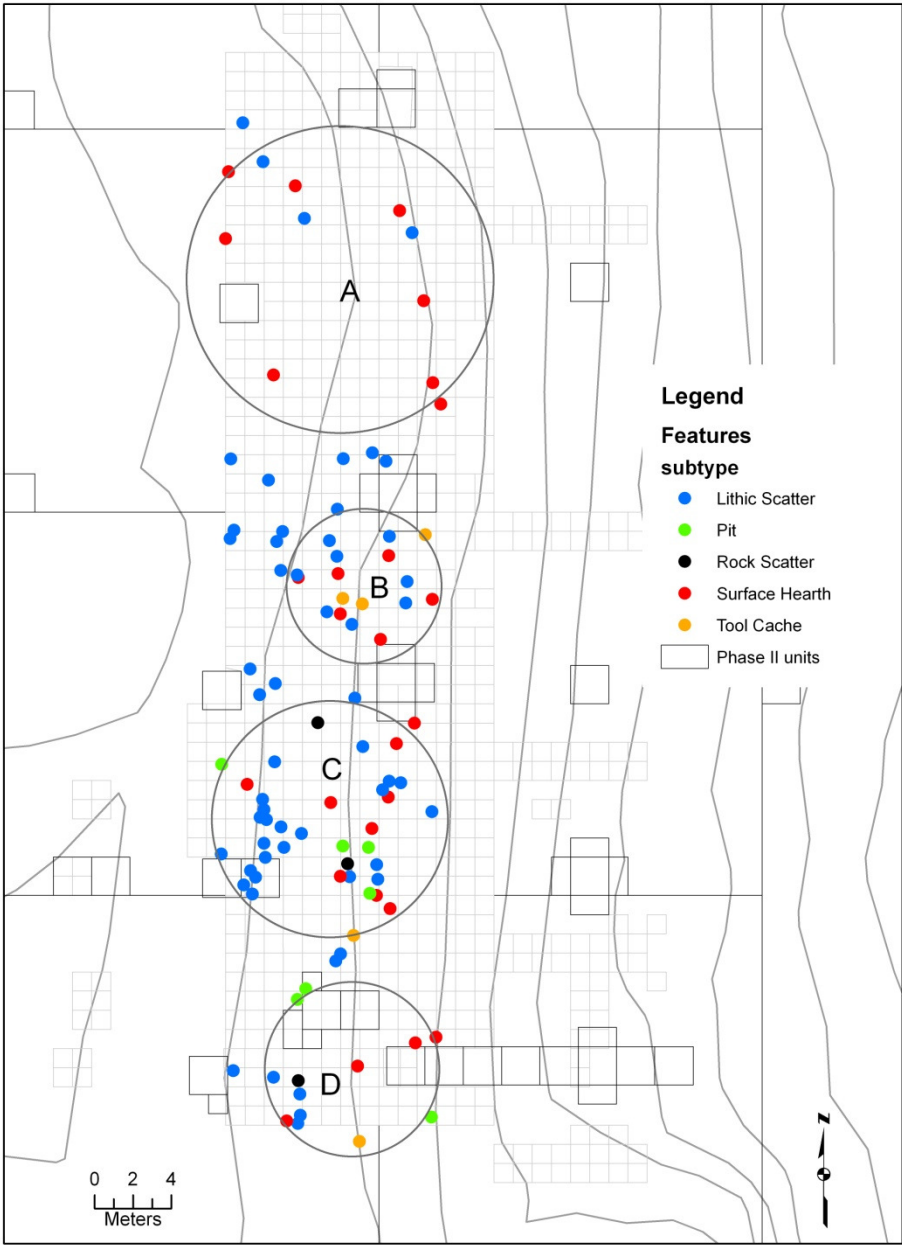 A
Legend
Features
subtype
Lithic Scatter
Pit
Rock Scatter
Surface Hearth
Tool Cache
Phase II units
B
C
D
0 2 4
Meters
N